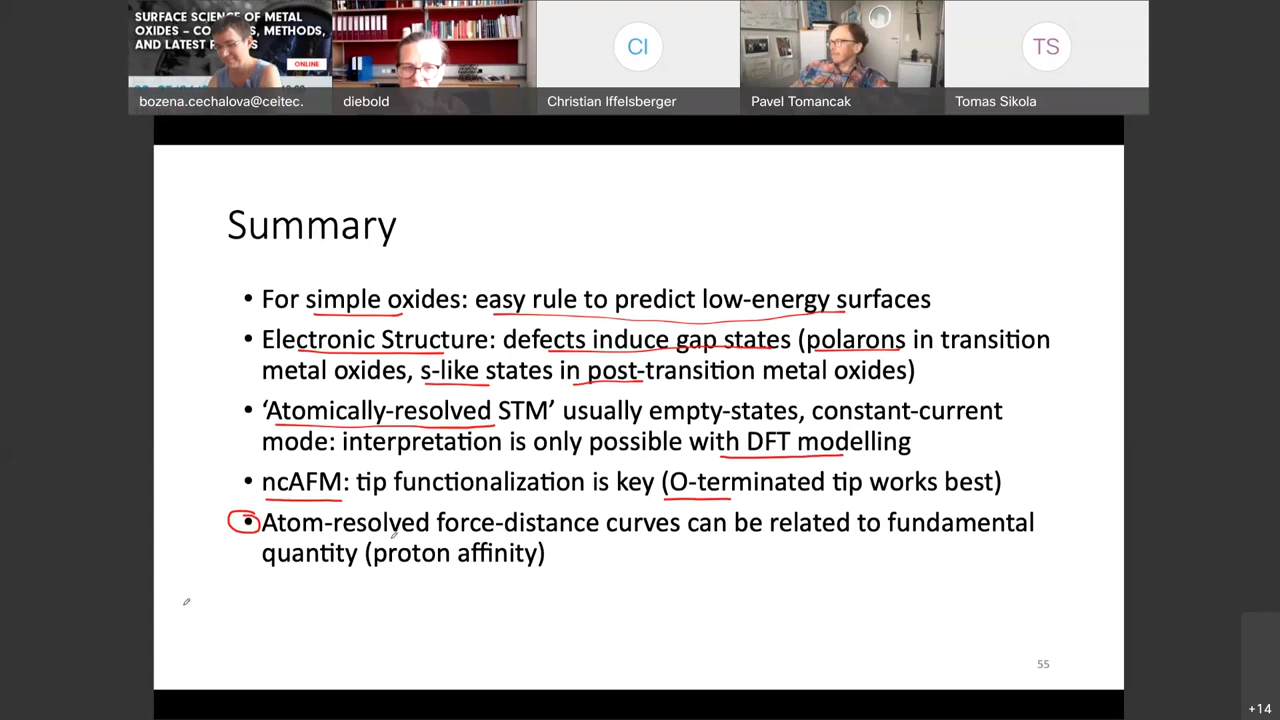 SURFACE SCIENCE OF METAL
OXIDES – METHODS,
AND LATEST
ONLINE
bozena.cechalova@ceitec.
diebold
CI
Christian Iffelsberger
Pavel Tomancak
TS
Tomas Sikola
Summary
• For simple oxides: easy rule to predict low-energy surfaces
• Electronic Structure: defects induce gap states (polarons in transition
metal oxides, s-like states in post-transition metal oxides)
• ‘Atomically-resolved STM’ usually empty-states, constant-current
mode: interpretation is only possible with DFT modelling
• ncAFM: tip functionalization is key (O-terminated tip works best)
• Atom-resolved force-distance curves can be related to fundamental
quantity (proton affinity)
55
+14